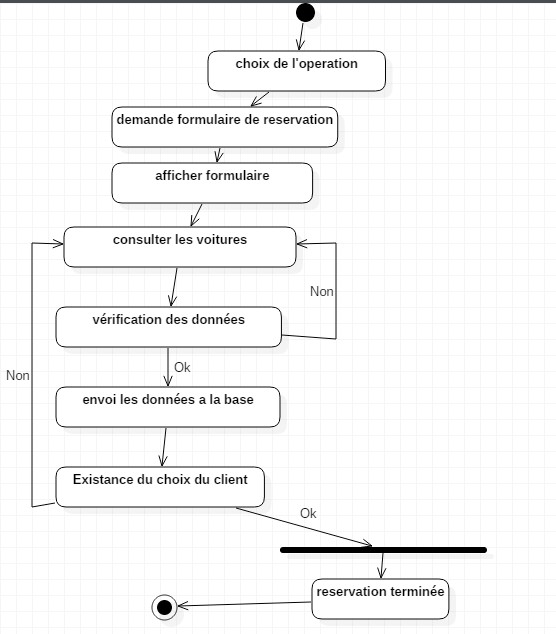 choix de l'operation
demande formulaire de reservation
afficher formulaire
consulter les voitures
Non
vérification des données
Ok
Non
envoi les données a la base
Existance du choix du client
Ok
reservation terminée